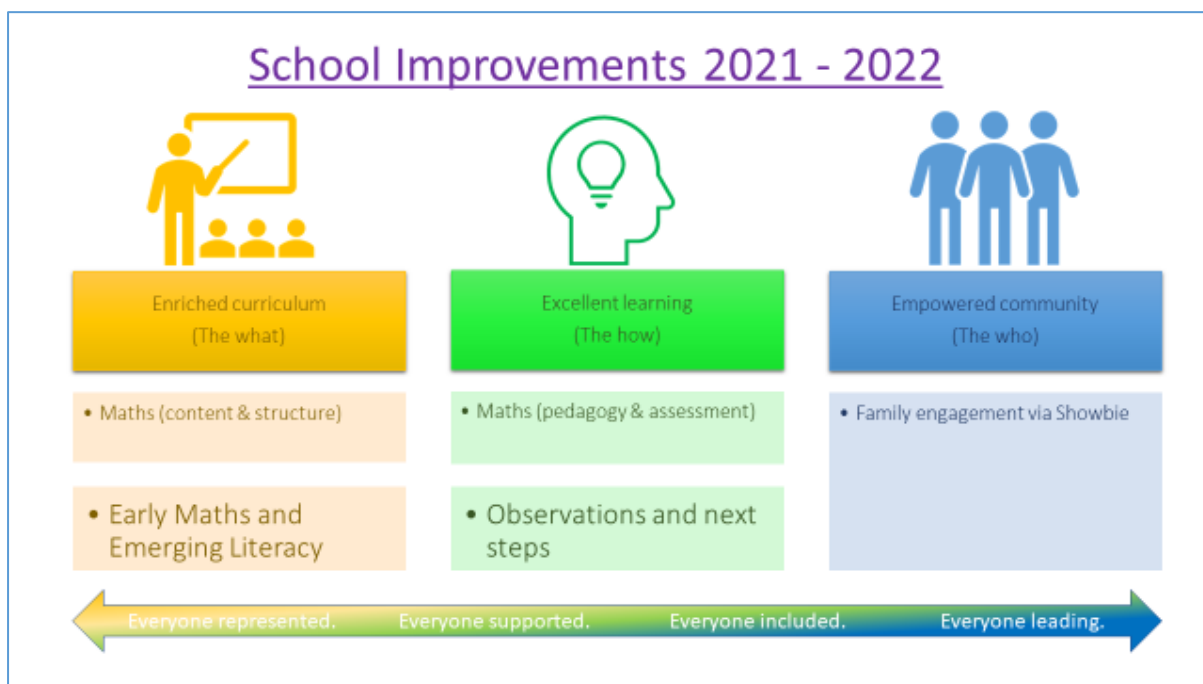 School Improvements 2021 - 2022
Enriched curriculum
(The what)
Excellent learning
(The how)
Empowered community
(The who)
• Maths (content & structure)
• Maths (pedagogy & assessment)
• Family engagement via Showbie
• Early Maths and
Emerging Literacy
• Observations and next
steps
Everyone represented. Everyone supported. Everyone included. Everyone leading.